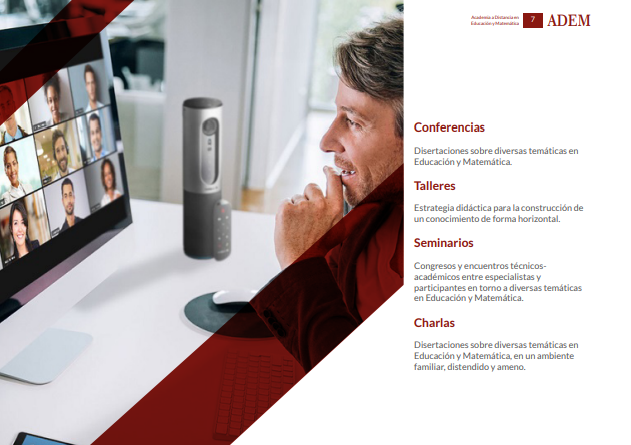 Academia a Distancia en
Educación y Matemática
7
ADEM
Conferencias
Disertaciones sobre diversas temáticas en
Educación y Matemática.
Talleres
Estrategia didáctica para la construcción de
un conocimiento de forma horizontal.
Seminarios
Congresos y encuentros técnicos-
académicos entre especialistas y
participantes en torno a diversas temáticas
en Educación y Matemática.
Charlas
Disertaciones sobre diversas temáticas en
Educación y Matemática, en un ambiente
familiar, distendido y ameno.